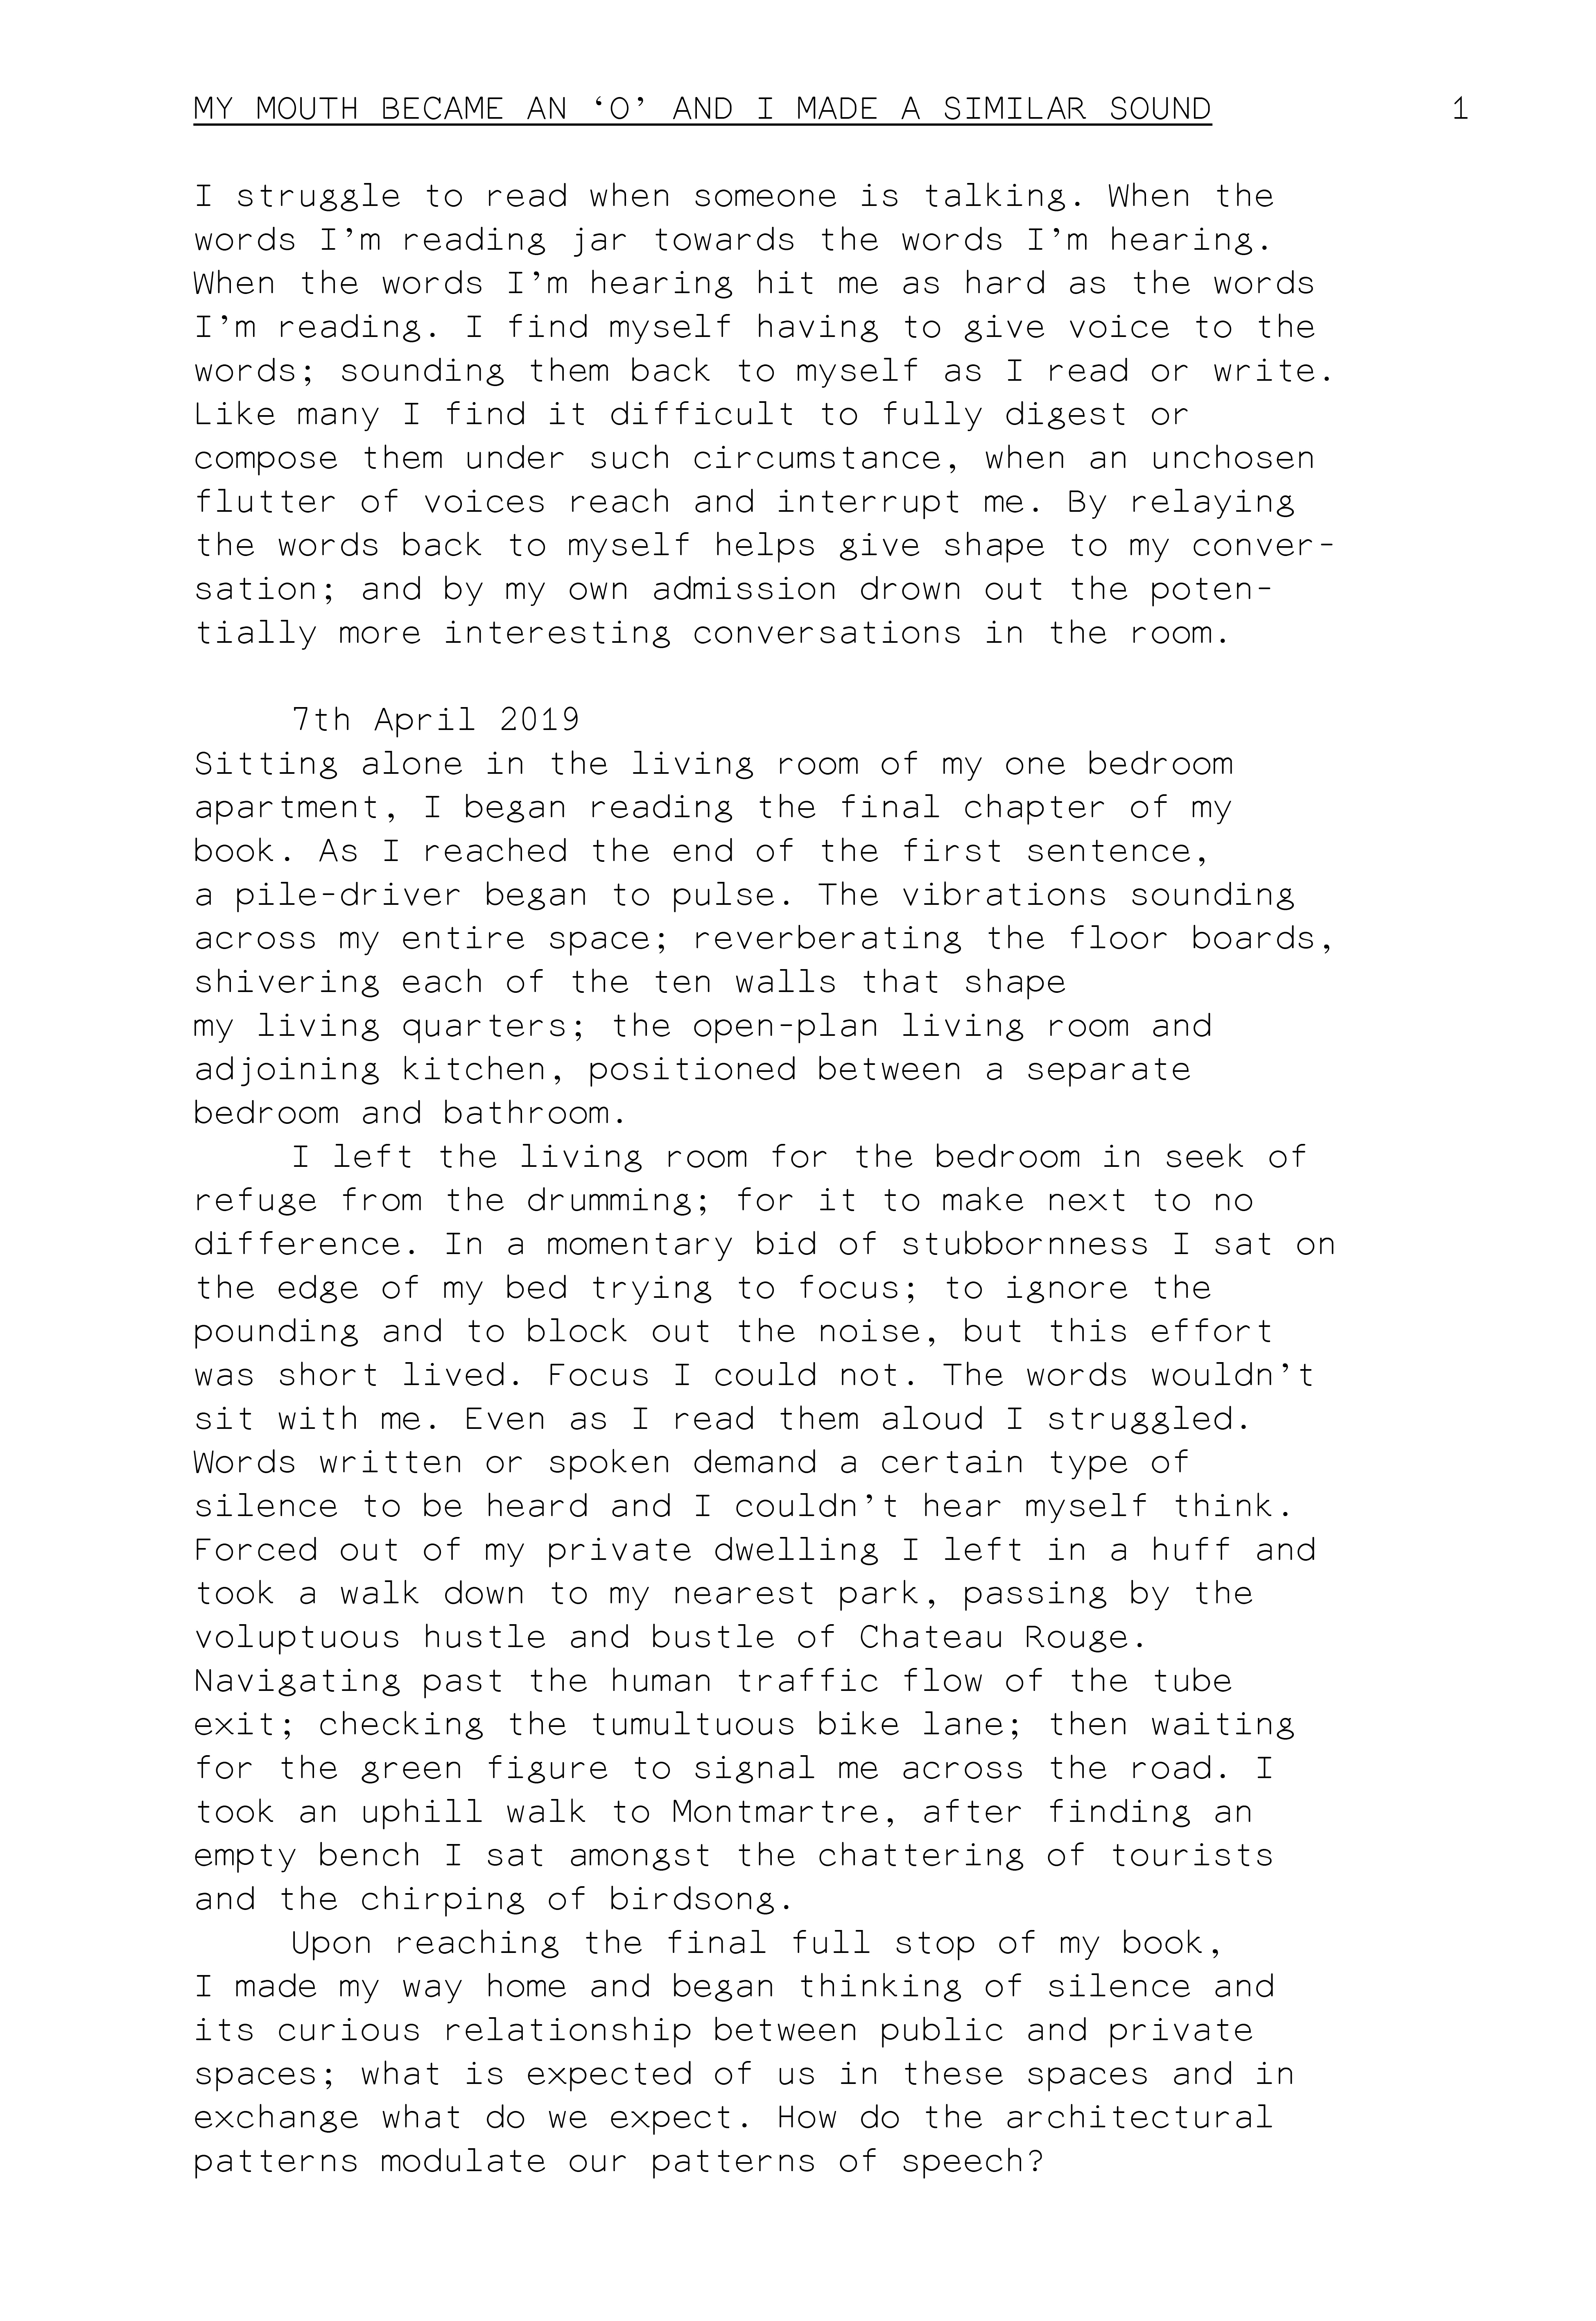 MY MOUTH BECAME AN ‘O’ AND I MADE A SIMILAR SOUND 1
I struggle to read when someone is talking. When the
words I’m reading jar towards the words I’m hearing.
When the words I’m hearing hit me as hard as the words
I’m reading. I find myself having to give voice to the
words; sounding them back to myself as I read or write.
Like many I find it difficult to fully digest or
compose them under such circumstance, when an unchosen
flutter of voices reach and interrupt me. By relaying
the words back to myself helps give shape to my conver-
sation; and by my own admission drown out the poten-
tially more interesting conversations in the room.
7th April 2019
Sitting alone in the living room of my one bedroom
apartment, I began reading the final chapter of my
book. As I reached the end of the first sentence,
a pile-driver began to pulse. The vibrations sounding
across my entire space; reverberating the floor boards,
shivering each of the ten walls that shape
my living quarters; the open-plan living room and
adjoining kitchen, positioned between a separate
bedroom and bathroom.
I left the living room for the bedroom in seek of
refuge from the drumming; for it to make next to no
difference. In a momentary bid of stubbornness I sat on
the edge of my bed trying to focus; to ignore the
pounding and to block out the noise, but this effort
was short lived. Focus I could not. The words wouldn’t
sit with me. Even as I read them aloud I struggled.
Words written or spoken demand a certain type of
silence to be heard and I couldn’t hear myself think.
Forced out of my private dwelling I left in a huff and
took a walk down to my nearest park, passing by the
voluptuous hustle and bustle of Chateau Rouge.
Navigating past the human traffic flow of the tube
exit; checking the tumultuous bike lane; then waiting
for the green figure to signal me across the road. I
took an uphill walk to Montmartre, after finding an
empty bench I sat amongst the chattering of tourists
and the chirping of birdsong.
Upon reaching the final full stop of my book,
I made my way home and began thinking of silence and
its curious relationship between public and private
spaces; what is expected of us in these spaces and in
exchange what do we expect. How do the architectural
patterns modulate our patterns of speech?